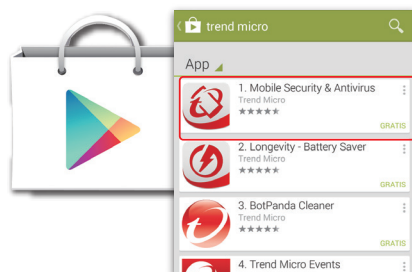 trend micro
App
1. Mobile Security & Antivirus
Trend Micro
GRATIS
2. Longevity - Battery Saver
Trend Micro
GRATIS
3. BotPanda Cleaner
Trend Micro
GRATIS
4. Trend Micro Events